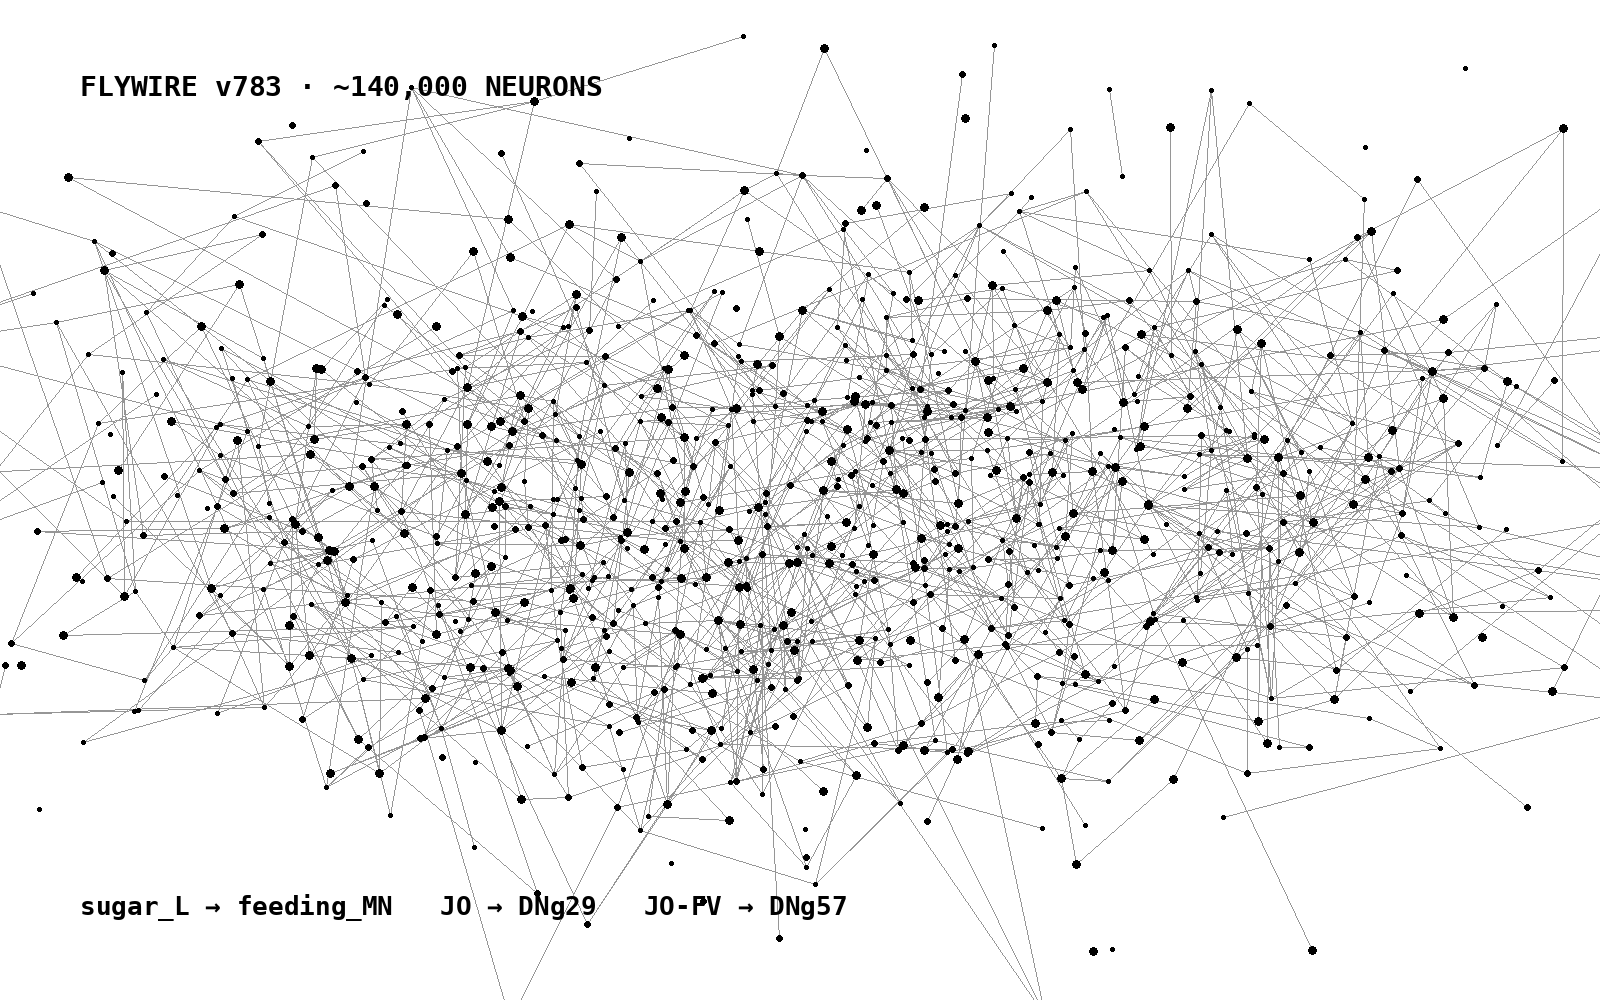 FLYWIRE v783 · ~140,000 NEURONS
sugar_L → feeding_MN   JO → DNg29   JO-PV → DNg57